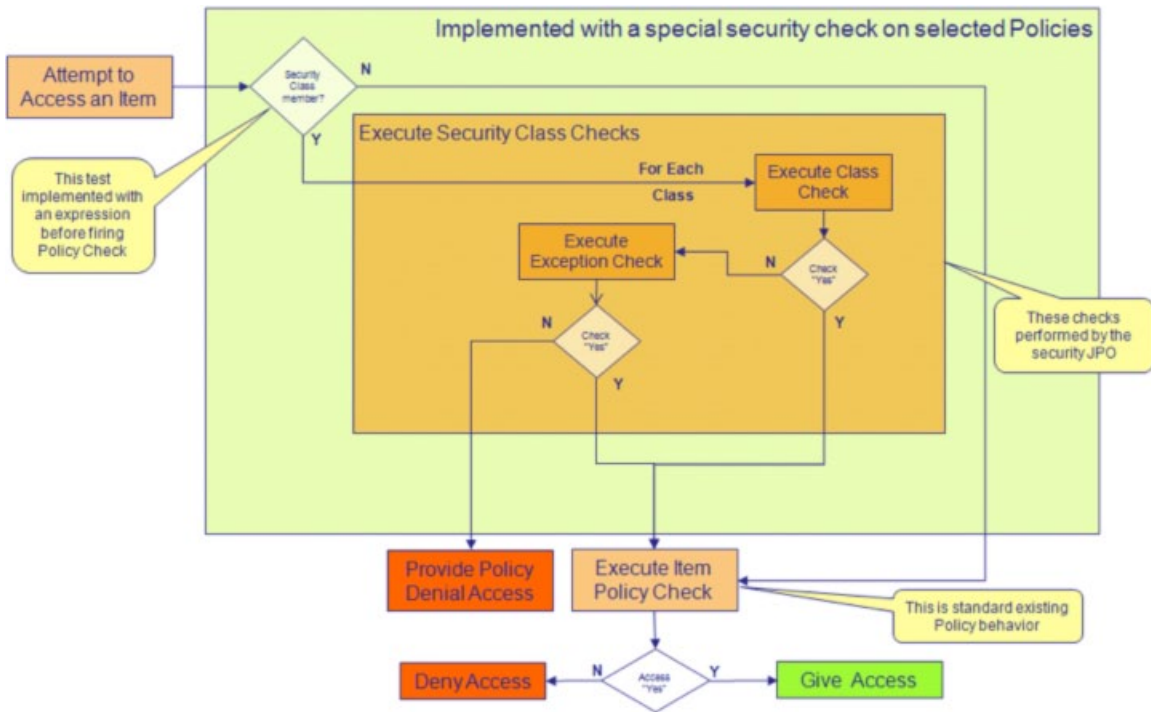 Implemented with a special security check on selected Policies
Attempt to
Access an Item
Security
Class
member?
N
Y
This test
implemented with
an expression
before firing
Policy Check
Execute Security Class Checks
For Each
Class
Execute Class
Check
Execute
Exception Check
N
Check
"Yes"
Y
N
Check
"Yes"
Y
These checks
performed by the
security JPO
Provide Policy
Denial Access
Execute Item
Policy Check
This is standard existing
Policy behavior
Deny Access
N
Access
"Yes"
Y
Give Access